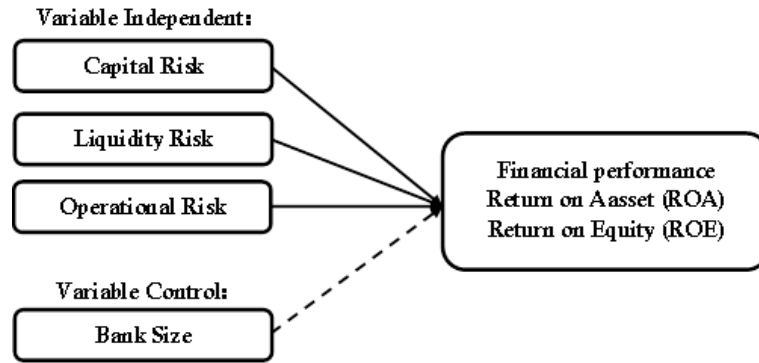 Variable Independent:
Capital Risk
Liquidity Risk
Operational Risk
Variable Control:
Bank Size
Financial performance
Return on Aasset (ROA)
Return on Equity (ROE)